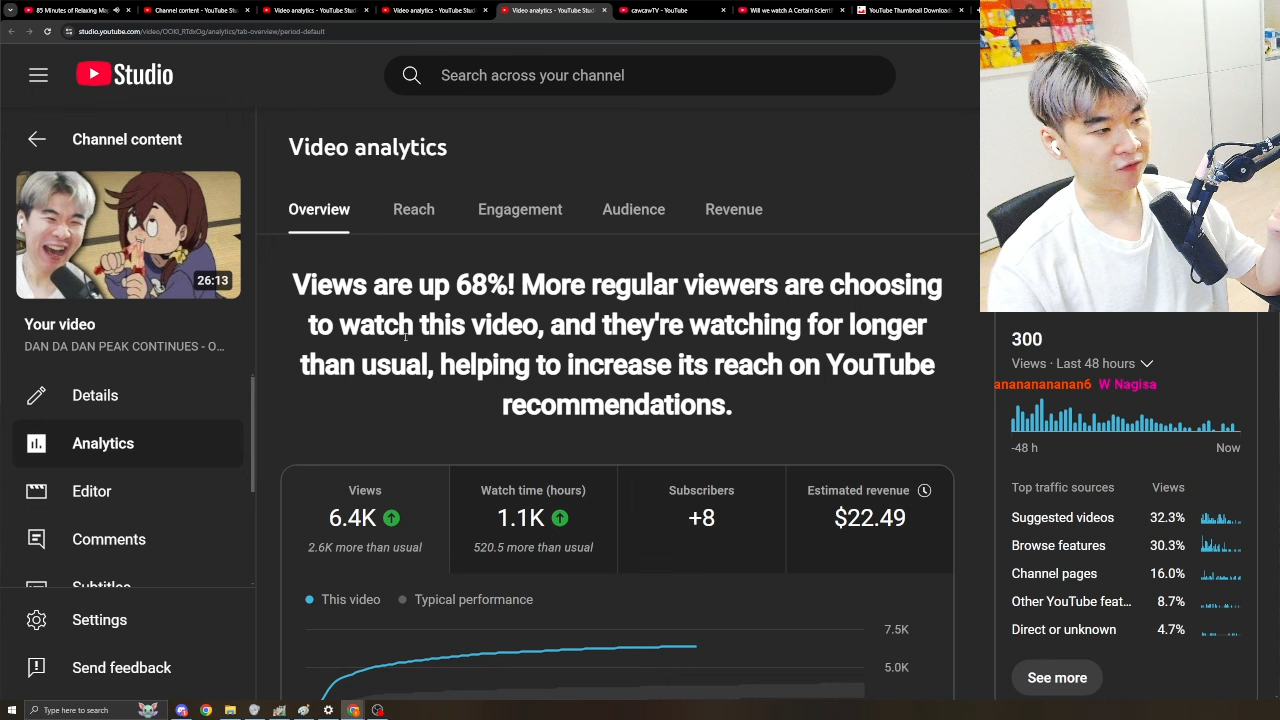 85 Minutes of Relaxing Ma
Channel content - YouTube Stu
Video analytics - YouTube Stud
Video analytics - YouTube Stud
Video analytics - YouTube Stud
cawcawTV - YouTube
Will we watch A Certain Scienti
YouTube Thumbnail Download
studio.youtube.com/video/OOKl_RTdxOg/analytics/tab-overview/period-default
Studio
Search across your channel
Channel content
26:13
Your video
DAN DA DAN PEAK CONTINUES - O...
Details
Analytics
Editor
Comments
Subtitles
Settings
Send feedback
Video analytics
Overview
Reach
Engagement
Audience
Revenue
Views are up 68%! More regular viewers are choosing
to watch this video, and they're watching for longer
than usual, helping to increase its reach on YouTube
recommendations.
Views
6.4K
2.6K more than usual
Watch time (hours)
1.1K
520.5 more than usual
Subscribers
+8
Estimated revenue
$22.49
This video
Typical performance
7.5K
5.0K
300
Views · Last 48 hours
anananananan6 W Nagisa
-48 h
Now
Top traffic sources
Views
Suggested videos
32.3%
Browse features
30.3%
Channel pages
16.0%
Other YouTube feat...
8.7%
Direct or unknown
4.7%
See more
Type here to search